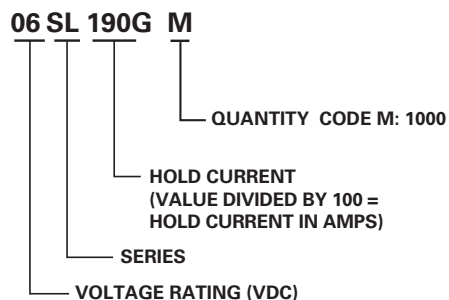 06 SL 190G M
QUANTITY CODE M: 1000
HOLD CURRENT
(VALUE DIVIDED BY 100 =
HOLD CURRENT IN AMPS)
SERIES
VOLTAGE RATING (VDC)